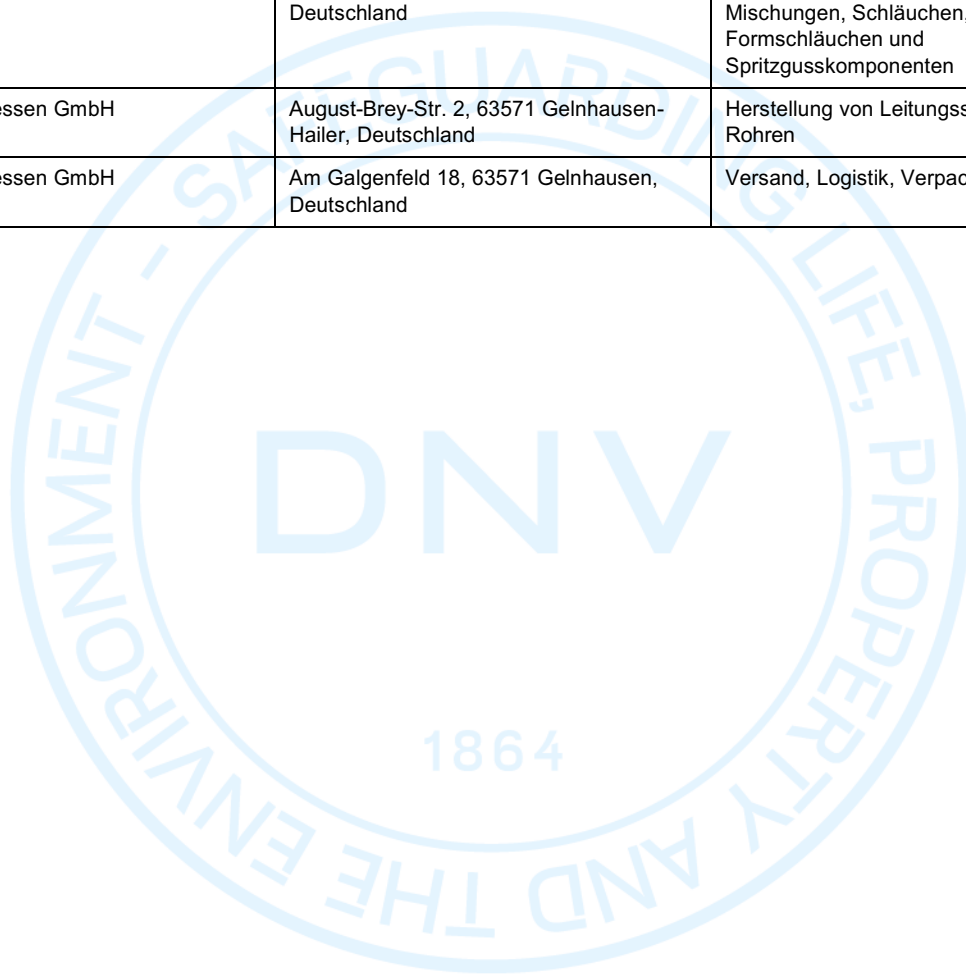 Deutschland
Mischungen, Schläuchen,
Formschläuchen und
Spritzgusskomponenten
essen GmbH
August-Brey-Str. 2, 63571 Gelnhausen-
Hailer, Deutschland
Herstellung von Leitungss
Rohren
essen GmbH
Am Galgenfeld 18, 63571 Gelnhausen,
Deutschland
Versand, Logistik, Verpac
SAFEGUARDING LIFE, PROPERTY AND THE ENVIRONMENT -
DNV
1864